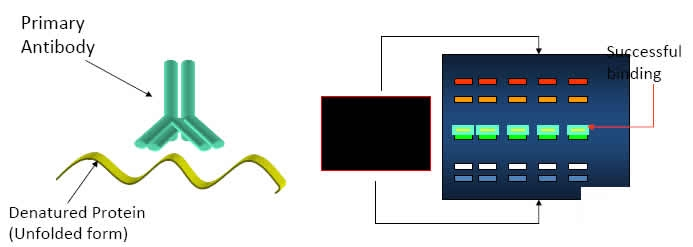 Primary
Antibody
Denatured Protein
(Unfolded form)
Successful
binding